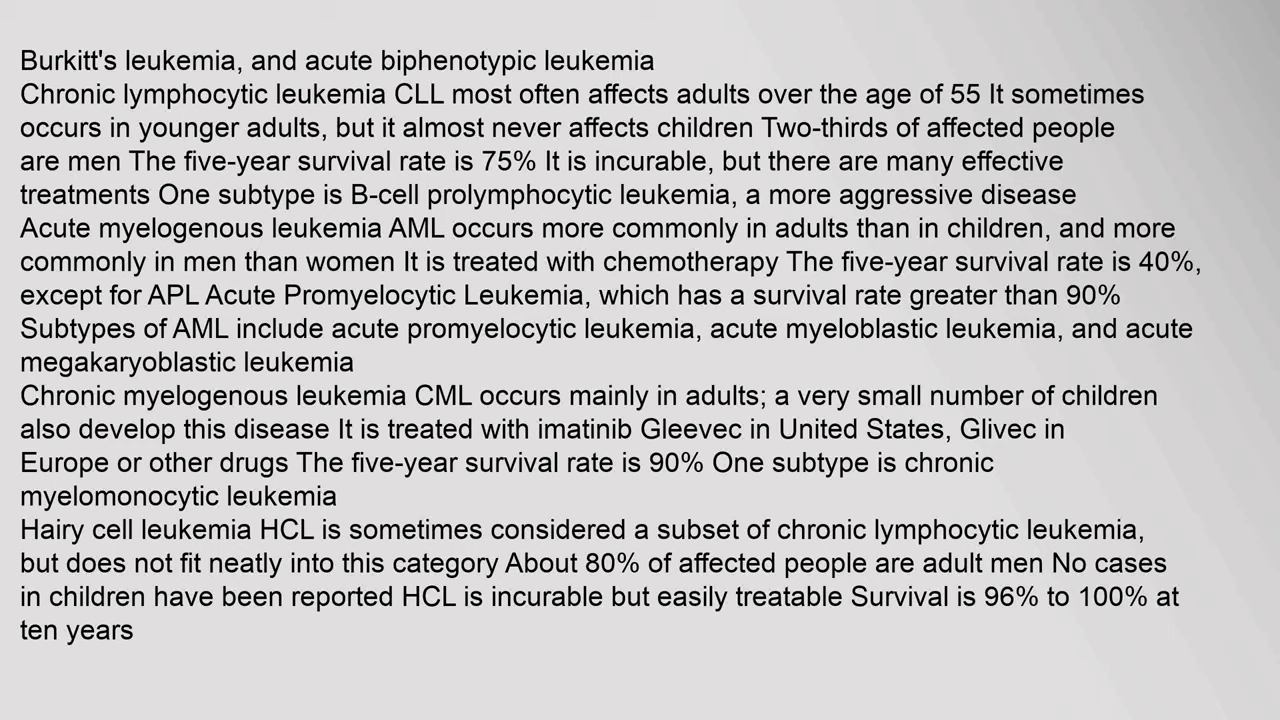 Burkitt's leukemia, and acute biphenotypic leukemia
Chronic lymphocytic leukemia CLL most often affects adults over the age of 55 It sometimes
occurs in younger adults, but it almost never affects children Two-thirds of affected people
are men The five-year survival rate is 75% It is incurable, but there are many effective
treatments One subtype is B-cell prolymphocytic leukemia, a more aggressive disease
Acute myelogenous leukemia AML occurs more commonly in adults than in children, and more
commonly in men than women It is treated with chemotherapy The five-year survival rate is 40%,
except for APL Acute Promyelocytic Leukemia, which has a survival rate greater than 90%
Subtypes of AML include acute promyelocytic leukemia, acute myeloblastic leukemia, and acute
megakaryoblastic leukemia
Chronic myelogenous leukemia CML occurs mainly in adults; a very small number of children
also develop this disease It is treated with imatinib Gleevec in United States, Glivec in
Europe or other drugs The five-year survival rate is 90% One subtype is chronic
myelomonocytic leukemia
Hairy cell leukemia HCL is sometimes considered a subset of chronic lymphocytic leukemia,
but does not fit neatly into this category About 80% of affected people are adult men No cases
in children have been reported HCL is incurable but easily treatable Survival is 96% to 100% at
ten years